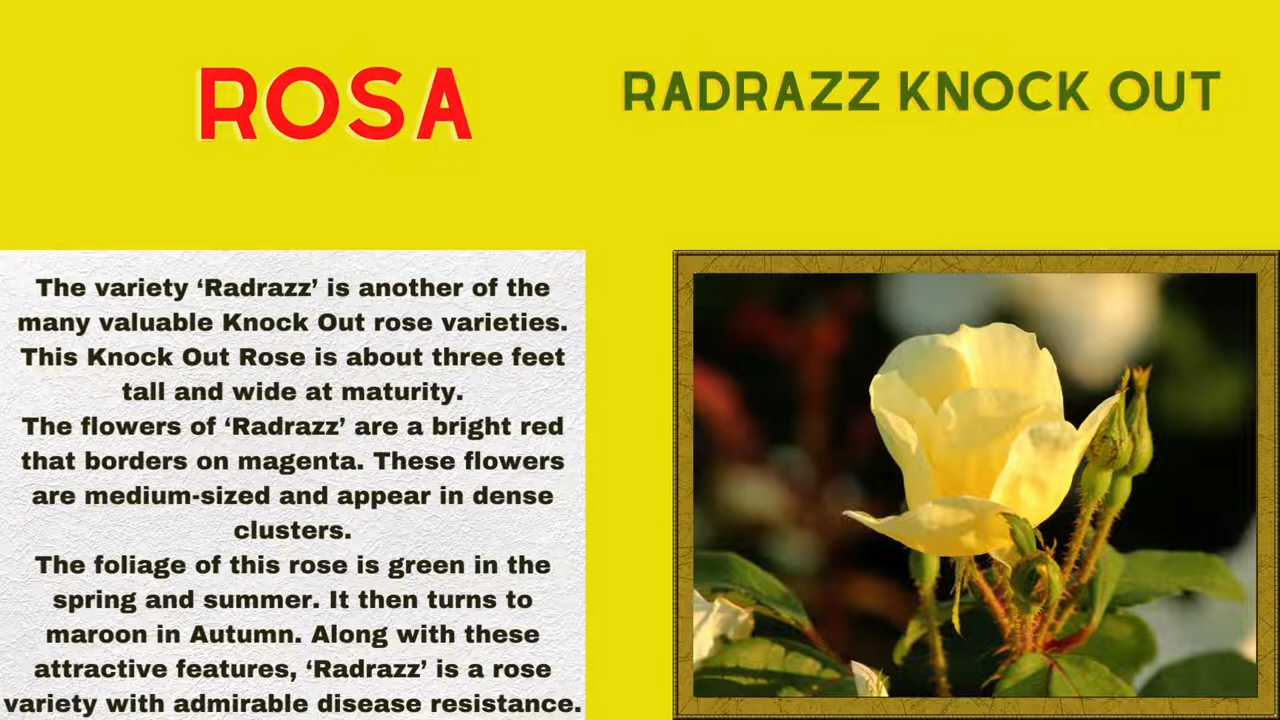 ROSA
RADRAZZ KNOCK OUT
The variety ‘Radrazz’ is another of the
many valuable Knock Out rose varieties.
This Knock Out Rose is about three feet
tall and wide at maturity.
The flowers of ‘Radrazz’ are a bright red
that borders on magenta. These flowers
are medium-sized and appear in dense
clusters.
The foliage of this rose is green in the
spring and summer. It then turns to
maroon in Autumn. Along with these
attractive features, ‘Radrazz’ is a rose
variety with admirable disease resistance.